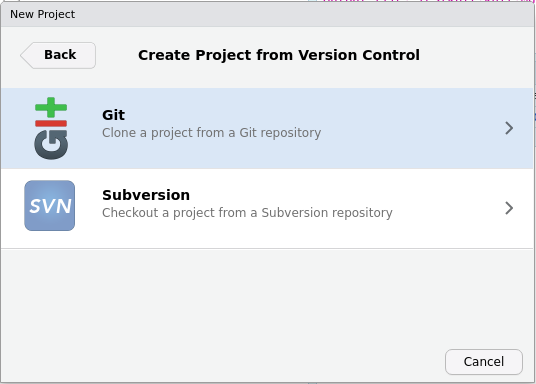 New Project
Back
Create Project from Version Control
git
Git
Clone a project from a Git repository
SVN
Subversion
Checkout a project from a Subversion repository
Cancel